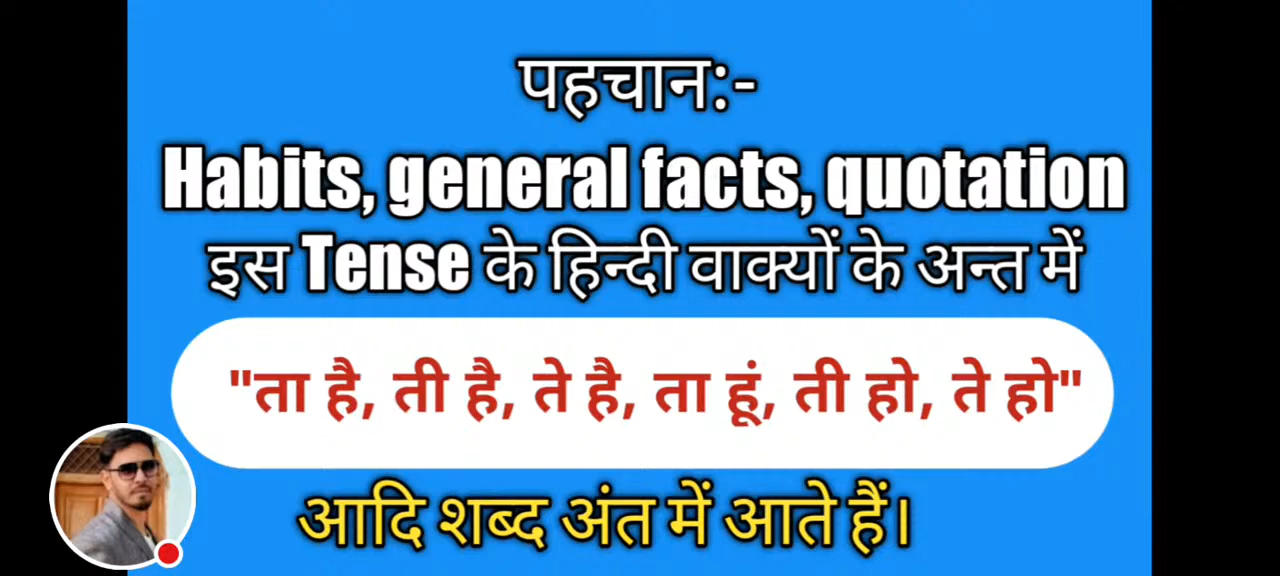 पहचान:-
Habits, general facts, quotation
इस Tense के हिन्दी वाक्यों के अन्त में
"ता है, ती है, ते है, ता हूं, ती हो, ते हो"
आदि शब्द अंत में आते हैं।